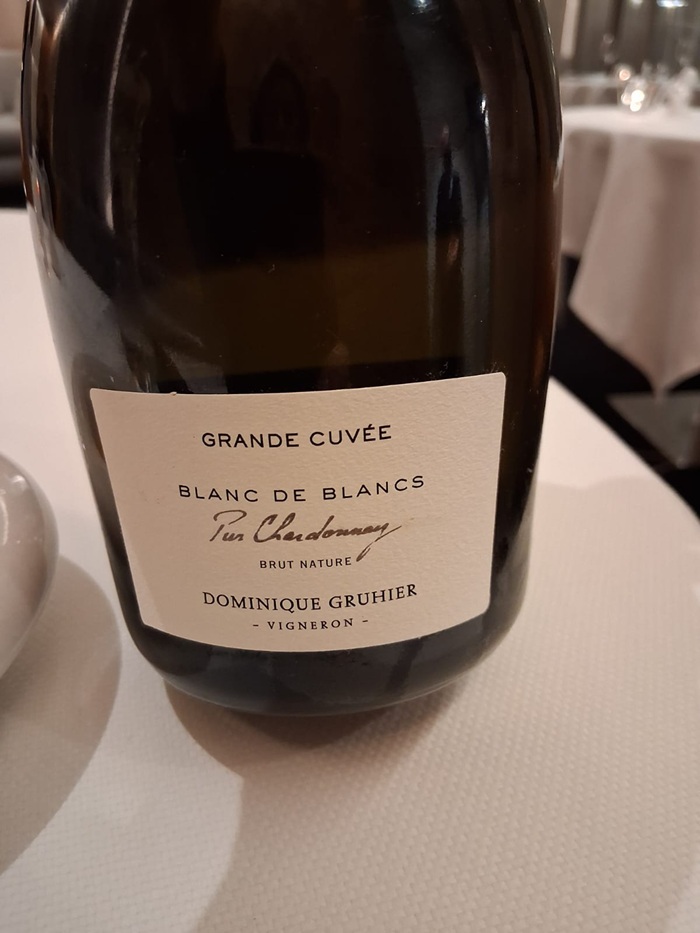 GRANDE CUVÉE
BLANC DE BLANCS
Pur Chardonnay
BRUT NATURE
DOMINIQUE GRUHIER
- VIGNERON -